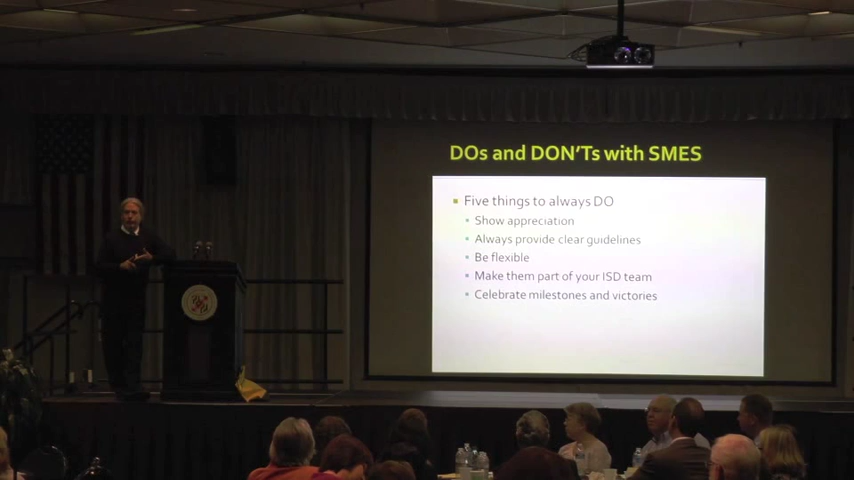 DOs and DON'Ts with SMES
Five things to always DO
Show appreciation
Always provide clear guidelines
Be flexible
Make them part of your ISD team
Celebrate milestones and victories